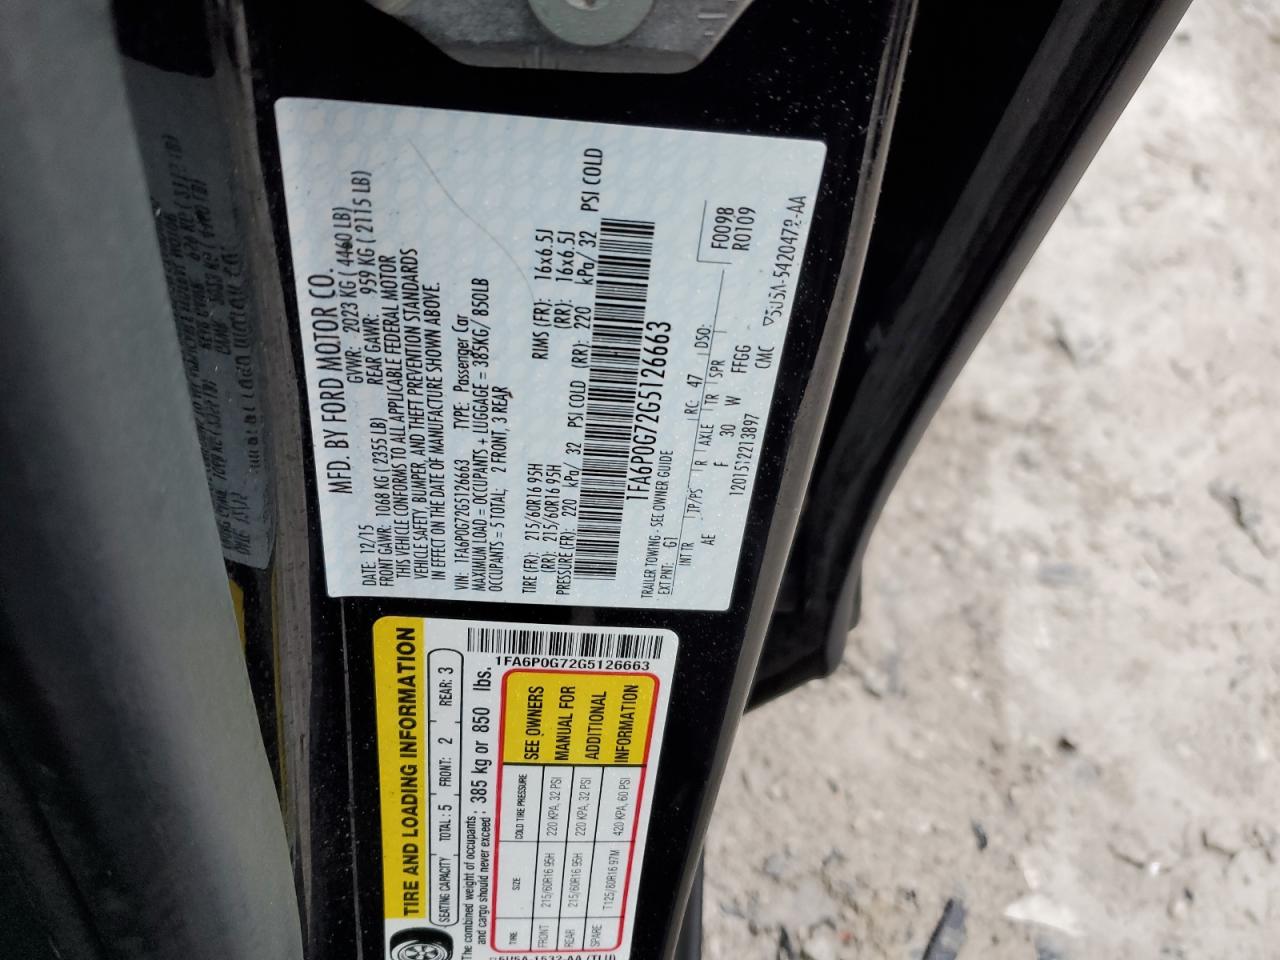 MFD. BY FORD MOTOR CO.
DATE: 12/15 GVWR: 2023 KG ( 4460 LB)
FRONT GAWR: 1068 KG ( 2355 LB) REAR GAWR: 959 KG ( 2115 LB)
THIS VEHICLE CONFORMS TO ALL APPLICABLE FEDERAL MOTOR
VEHICLE SAFETY, BUMPER, AND THEFT PREVENTION STANDARDS
IN EFFECT ON THE DATE OF MANUFACTURE SHOWN ABOVE.
VIN: 1FA6P0G72G5126663 TYPE: Passenger Car
MAXIMUM LOAD = OCCUPANTS + LUGGAGE = 385KG/ 850LB
OCCUPANTS = 5 TOTAL, 2 FRONT, 3 REAR
TIRE (FR): 215/60R16 95H RIMS (FR): 16x6.5J
(RR): 215/60R16 95H (RR): 16x6.5J
PRESSURE (FR): 220 kPa/ 32 PSI COLD (RR): 220 kPa/ 32 PSI COLD
1FA6P0G72G5126663
TRAILER TOWING - SEE OWNER GUIDE F0098
EXT PNT: G1 RC: 47 DSO: R0109
INT TR TP/PS R AXLE TR SPR
AE F 30 W FFGG
1201512213897 CMC 5U5A-5420472-AA
TIRE AND LOADING INFORMATION
SEATING CAPACITY TOTAL: 5 FRONT: 2 REAR: 3
The combined weight of occupants
and cargo should never exceed: 385 kg or 850 lbs.
1FA6P0G72G5126663
TIRE SIZE COLD TIRE PRESSURE SEE OWNERS
FRONT 215/60R16 95H 220 KPA, 32 PSI MANUAL FOR
REAR 215/60R16 95H 220 KPA, 32 PSI ADDITIONAL
SPARE T125/80R16 97M 420 KPA, 60 PSI INFORMATION